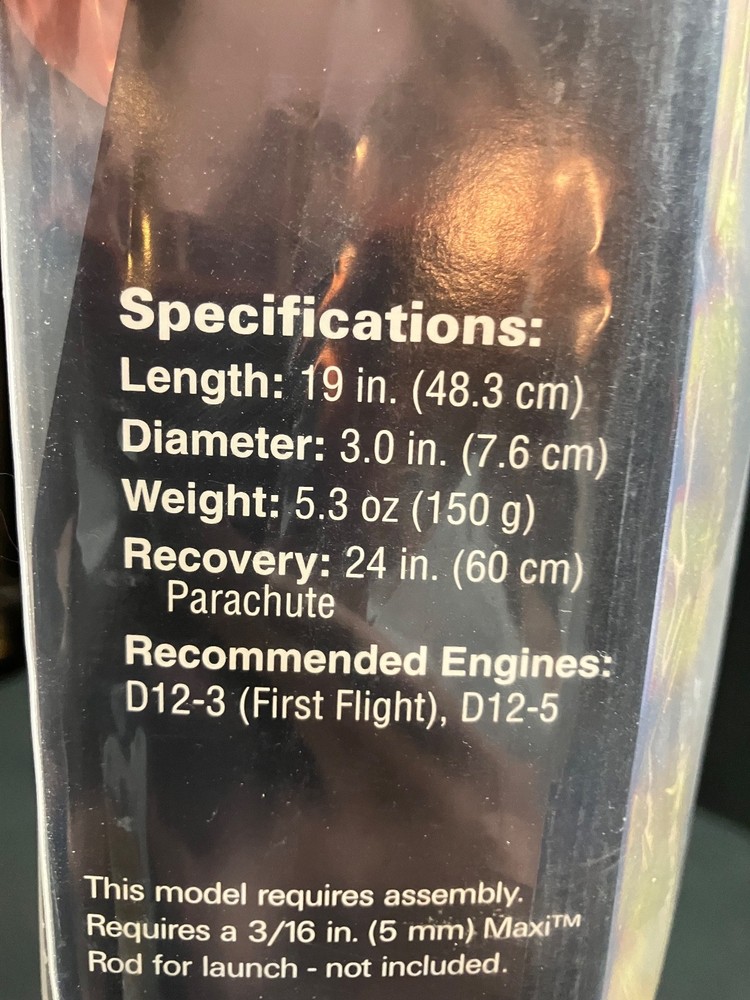 Specifications:
Length: 19 in. (48.3 cm)
Diameter: 3.0 in. (7.6 cm)
Weight: 5.3 oz (150 g)
Recovery: 24 in. (60 cm)
Parachute
Recommended Engines:
D12-3 (First Flight), D12-5
This model requires assembly.
Requires a 3/16 in. (5 mm) Maxi™
Rod for launch - not included.